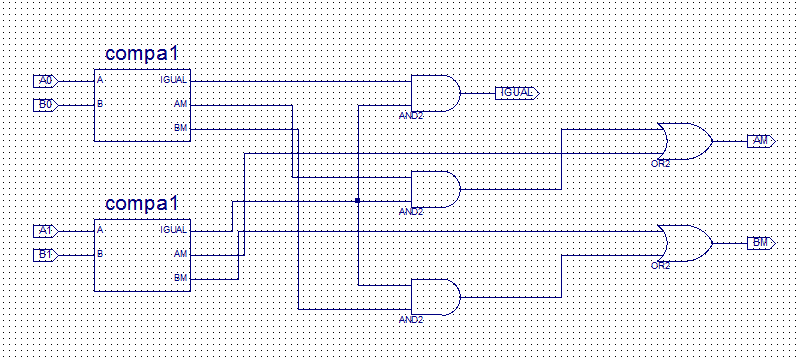 compa1
A0 A IGUAL
B0 B AM
BM
AND2
IGUAL
AM
OR2
AND2
compa1
A1 A IGUAL
B1 B AM
BM
BM
OR2
AND2